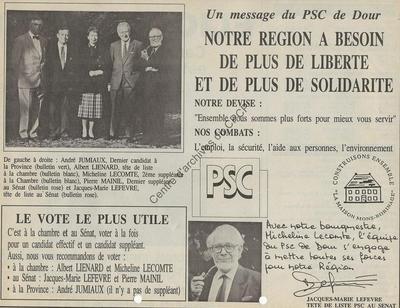 Un message du PSC de Dour
NOTRE REGION A BESOIN
DE PLUS DE LIBERTE
ET DE PLUS DE SOLIDARITE
NOTRE DEVISE :
"Ensemble nous sommes plus forts pour mieux vous servir"
NOS COMBATS :
L'emploi, la sécurité, l'aide aux personnes, l'environnement
De gauche à droite : André JUMIAUX, Dernier candidat à
la Province (bulletin vert), Albert LIENARD, tête de liste
à la chambre (bulletin blanc), Micheline LECOMTE, 2ème suppléant
à la Chambre (bulletin blanc), Pierre MAINIL, Dernier suppléant
au Sénat (bulletin rose) et Jacques-Marie LEFEVRE,
tête de liste au Sénat (bulletin rose).
PSC
CONSTRUISONS ENSEMBLE
LA MAISON MONS-BORINAGE
LE VOTE LE PLUS UTILE
C'est à la chambre et au Sénat, voter à la fois
pour un candidat effectif et un candidat suppléant.
Aussi, nous vous recommandons de voter :
- à la chambre : Albert LIENARD et Micheline LECOMTE
- au Sénat : Jacques-Marie LEFEVRE et Pierre MAINIL
- à la Province : André JUMIAUX (il n'y a pas de suppléant)
Avec notre bourgmestre,
Micheline Lecomte, l'équipe
du PSC de Dour s'engage
à mettre toutes ses forces
pour notre Région.
JACQUES-MARIE LEFEVRE
TETE DE LISTE PSC AU SENAT